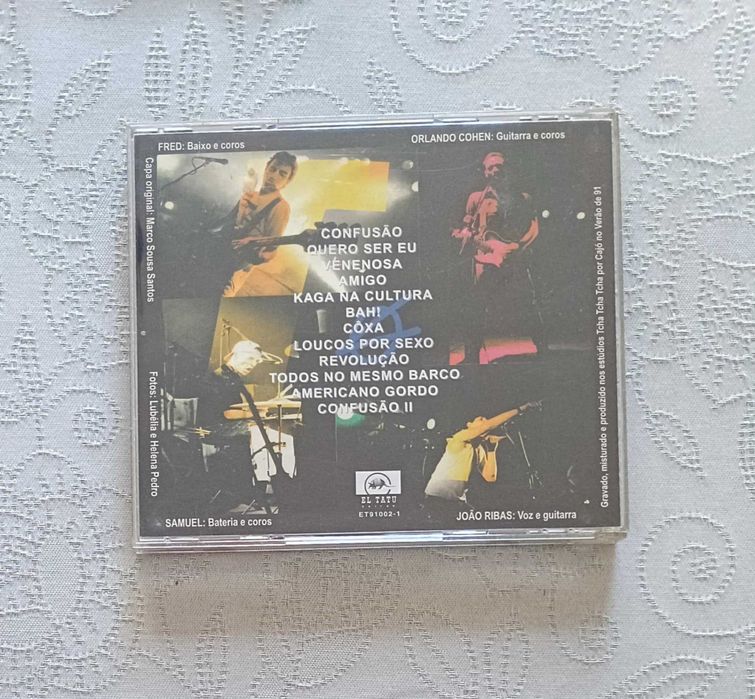 FRED: Baixo e coros
ORLANDO COHEN: Guitarra e coros
Capa original: Marco Sousa Santos
Fotos: Lubélia e Helena Pedro
CONFUSÃO
QUERO SER EU
VENENOSA
AMIGO
KAGA NA CULTURA
BAH!
CÔXA
LOUCOS POR SEXO
REVOLUÇÃO
TODOS NO MESMO BARCO
AMERICANO GORDO
CONFUSÃO II
Gravado, misturado e produzido nos estúdios Tcha Tcha Tcha por Cajó no Verão de 91
EL TATU
ET91002-1
SAMUEL: Bateria e coros
JOÃO RIBAS: Voz e guitarra